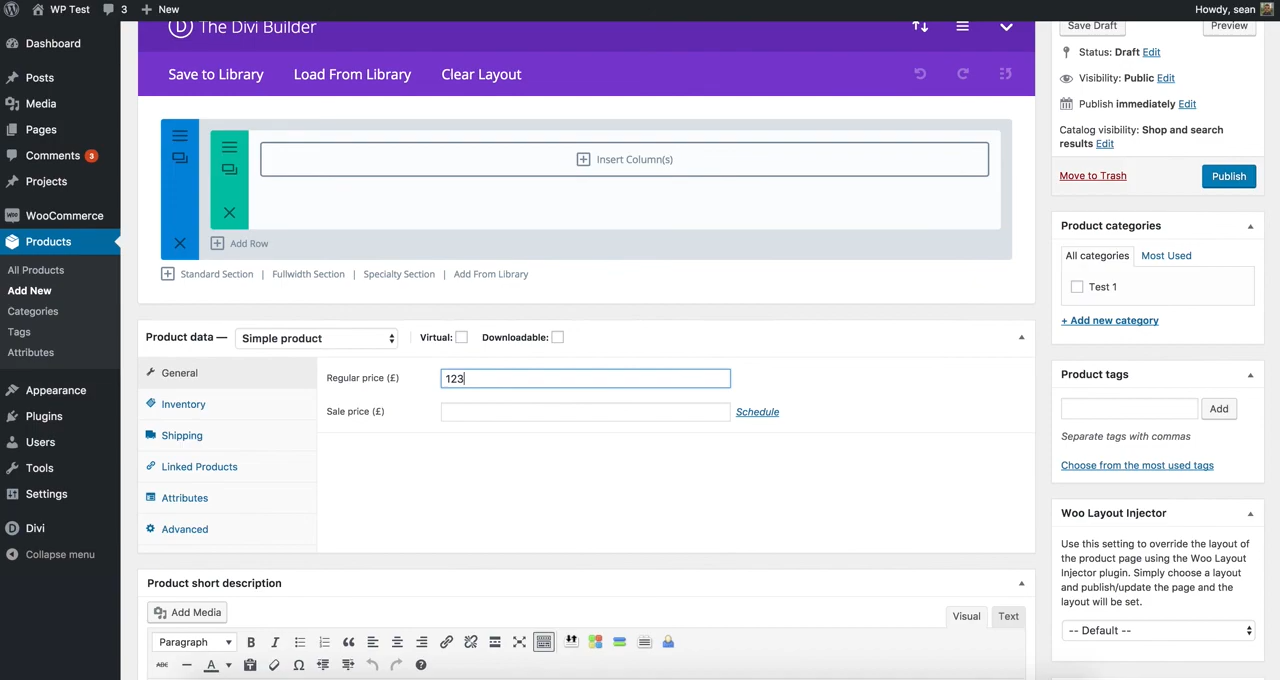 WP Test 3 New Howdy, sean
Dashboard
Posts
Media
Pages
Comments 3
Projects
WooCommerce
Products
All Products
Add New
Categories
Tags
Attributes
Appearance
Plugins
Users
Tools
Settings
Divi
Collapse menu
The Divi Builder
Save to Library Load From Library Clear Layout
Insert Column(s)
Add Row
Standard Section | Fullwidth Section | Specialty Section | Add From Library
Product data — Simple product Virtual: Downloadable:
General
Inventory
Shipping
Linked Products
Attributes
Advanced
Regular price (£) 123
Sale price (£) Schedule
Product short description
Add Media
Visual Text
Paragraph
Save Draft Preview
Status: Draft Edit
Visibility: Public Edit
Publish immediately Edit
Catalog visibility: Shop and search
results Edit
Move to Trash Publish
Product categories
All categories Most Used
Test 1
+ Add new category
Product tags
Add
Separate tags with commas
Choose from the most used tags
Woo Layout Injector
Use this setting to override the layout of
the product page using the Woo Layout
Injector plugin. Simply choose a layout
and publish/update the page and the
layout will be set.
-- Default --